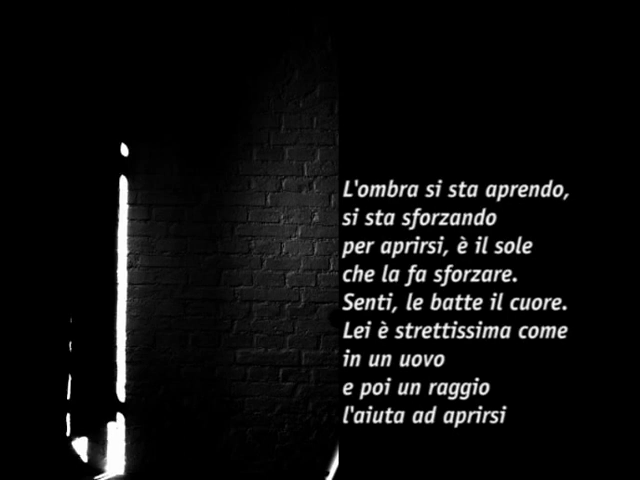 L'ombra si sta aprendo,
si sta sforzando
per aprirsi, è il sole
che la fa sforzare.
Senti, le batte il cuore.
Lei è strettissima come
in un uovo
e poi un raggio
l'aiuta ad aprirsi